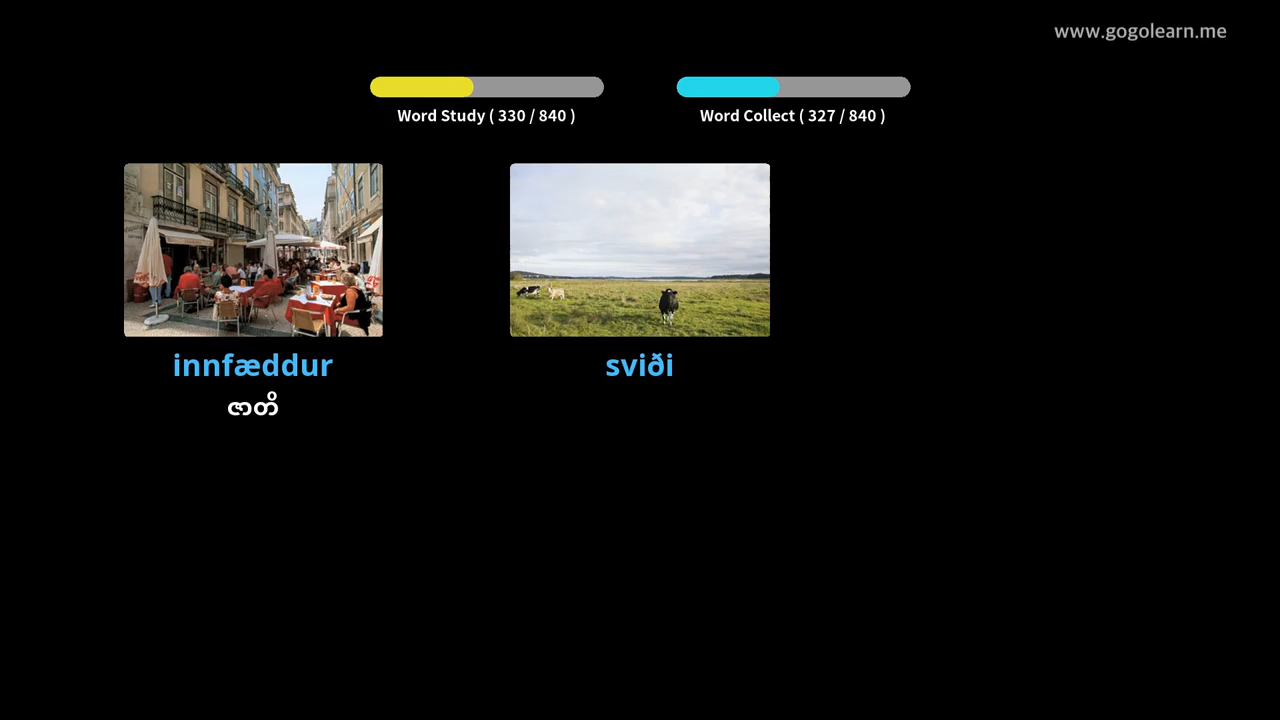 www.gogolearn.me
Word Study ( 330 / 840 )
Word Collect ( 327 / 840 )
innfæddur
sviði
ဇာတိ